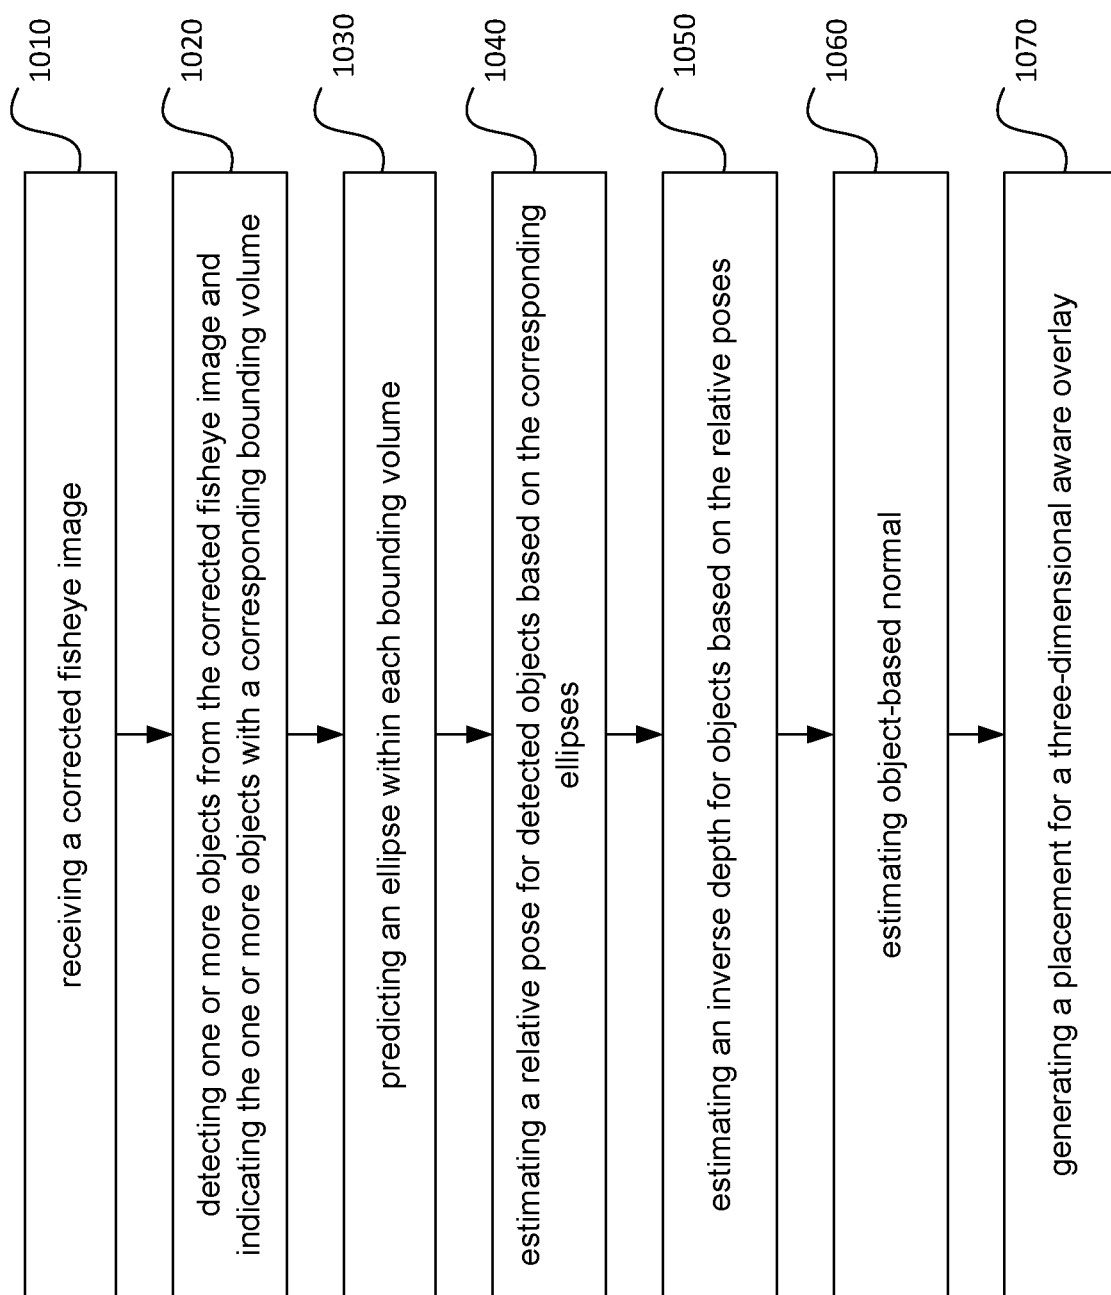 receiving a corrected fisheye image
1010
detecting one or more objects from the corrected fisheye image and
indicating the one or more objects with a corresponding bounding volume
1020
predicting an ellipse within each bounding volume
1030
estimating a relative pose for detected objects based on the corresponding
ellipses
1040
estimating an inverse depth for objects based on the relative poses
1050
estimating object-based normal
1060
generating a placement for a three-dimensional aware overlay
1070